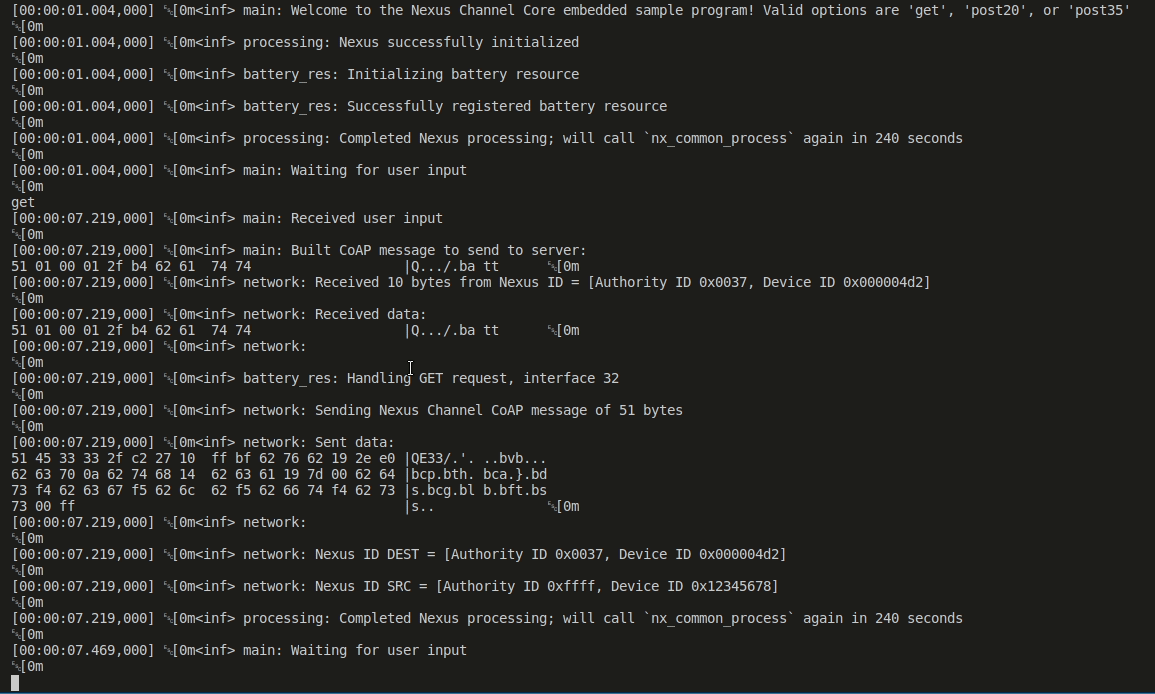 [00:00:01.004,000] ␛[0m<inf> main: Welcome to the Nexus Channel Core embedded sample program! Valid options are 'get', 'post20', or 'post35'
␛[0m
[00:00:01.004,000] ␛[0m<inf> processing: Nexus successfully initialized
␛[0m
[00:00:01.004,000] ␛[0m<inf> battery_res: Initializing battery resource
␛[0m
[00:00:01.004,000] ␛[0m<inf> battery_res: Successfully registered battery resource
␛[0m
[00:00:01.004,000] ␛[0m<inf> processing: Completed Nexus processing; will call `nx_common_process` again in 240 seconds
␛[0m
[00:00:01.004,000] ␛[0m<inf> main: Waiting for user input
␛[0m
get
[00:00:07.219,000] ␛[0m<inf> main: Received user input
␛[0m
[00:00:07.219,000] ␛[0m<inf> main: Built CoAP message to send to server:
51 01 00 01 2f b4 62 61  74 74                   |Q.../.ba tt      ␛[0m
[00:00:07.219,000] ␛[0m<inf> network: Received 10 bytes from Nexus ID = [Authority ID 0x0037, Device ID 0x000004d2]
␛[0m
[00:00:07.219,000] ␛[0m<inf> network: Received data:
51 01 00 01 2f b4 62 61  74 74                   |Q.../.ba tt      ␛[0m
[00:00:07.219,000] ␛[0m<inf> network:
␛[0m
[00:00:07.219,000] ␛[0m<inf> battery_res: Handling GET request, interface 32
␛[0m
[00:00:07.219,000] ␛[0m<inf> network: Sending Nexus Channel CoAP message of 51 bytes
␛[0m
[00:00:07.219,000] ␛[0m<inf> network: Sent data:
51 45 33 33 2f c2 27 10  ff bf 62 76 62 19 2e e0 |QE33/.'. ..bvb...
62 63 70 0a 62 74 68 14  62 63 61 19 7d 00 62 64 |bcp.bth. bca.}.bd
73 f4 62 63 67 f5 62 6c  62 f5 62 66 74 f4 62 73 |s.bcg.bl b.bft.bs
73 00 ff                                         |s..              ␛[0m
[00:00:07.219,000] ␛[0m<inf> network:
␛[0m
[00:00:07.219,000] ␛[0m<inf> network: Nexus ID DEST = [Authority ID 0x0037, Device ID 0x000004d2]
␛[0m
[00:00:07.219,000] ␛[0m<inf> network: Nexus ID SRC = [Authority ID 0xffff, Device ID 0x12345678]
␛[0m
[00:00:07.219,000] ␛[0m<inf> processing: Completed Nexus processing; will call `nx_common_process` again in 240 seconds
␛[0m
[00:00:07.469,000] ␛[0m<inf> main: Waiting for user input
␛[0m